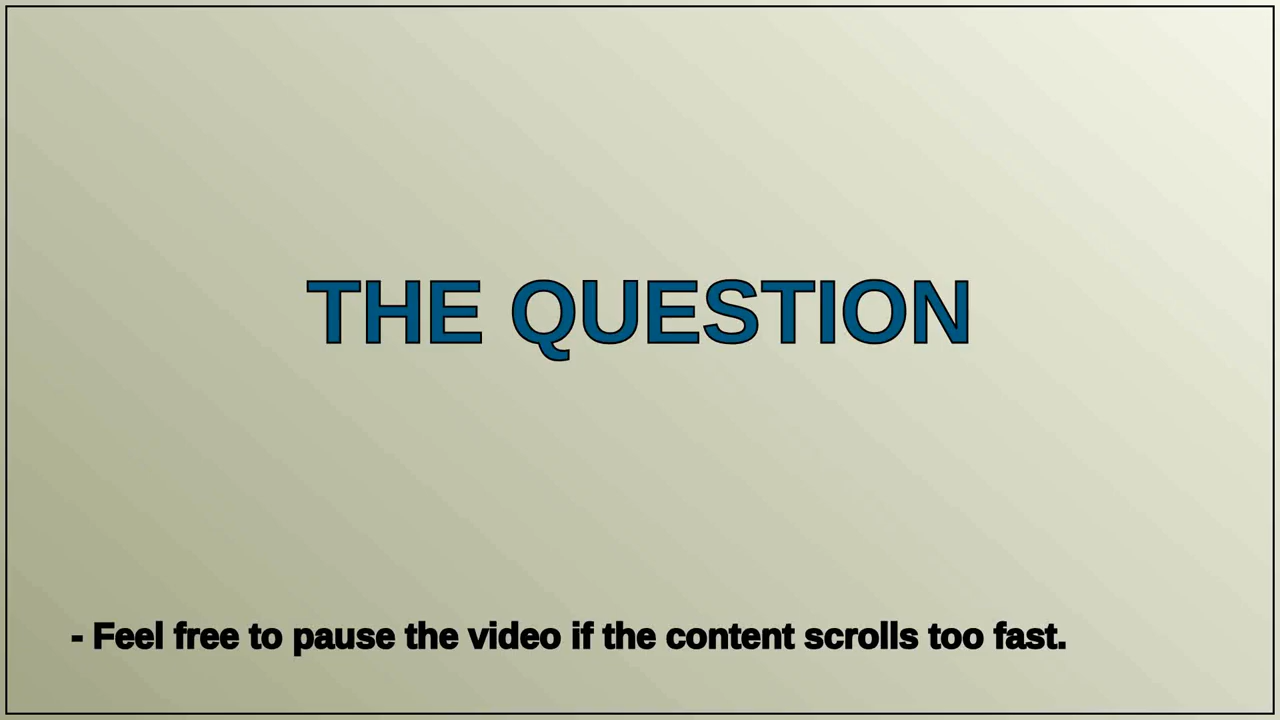 THE QUESTION
- Feel free to pause the video if the content scrolls too fast.